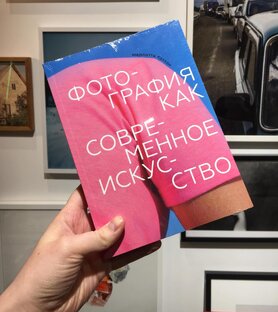 ФОТО-
ГРАФИЯ
КАК
СОВРЕ-
МЕННОЕ
ИСКУС-
СТВО